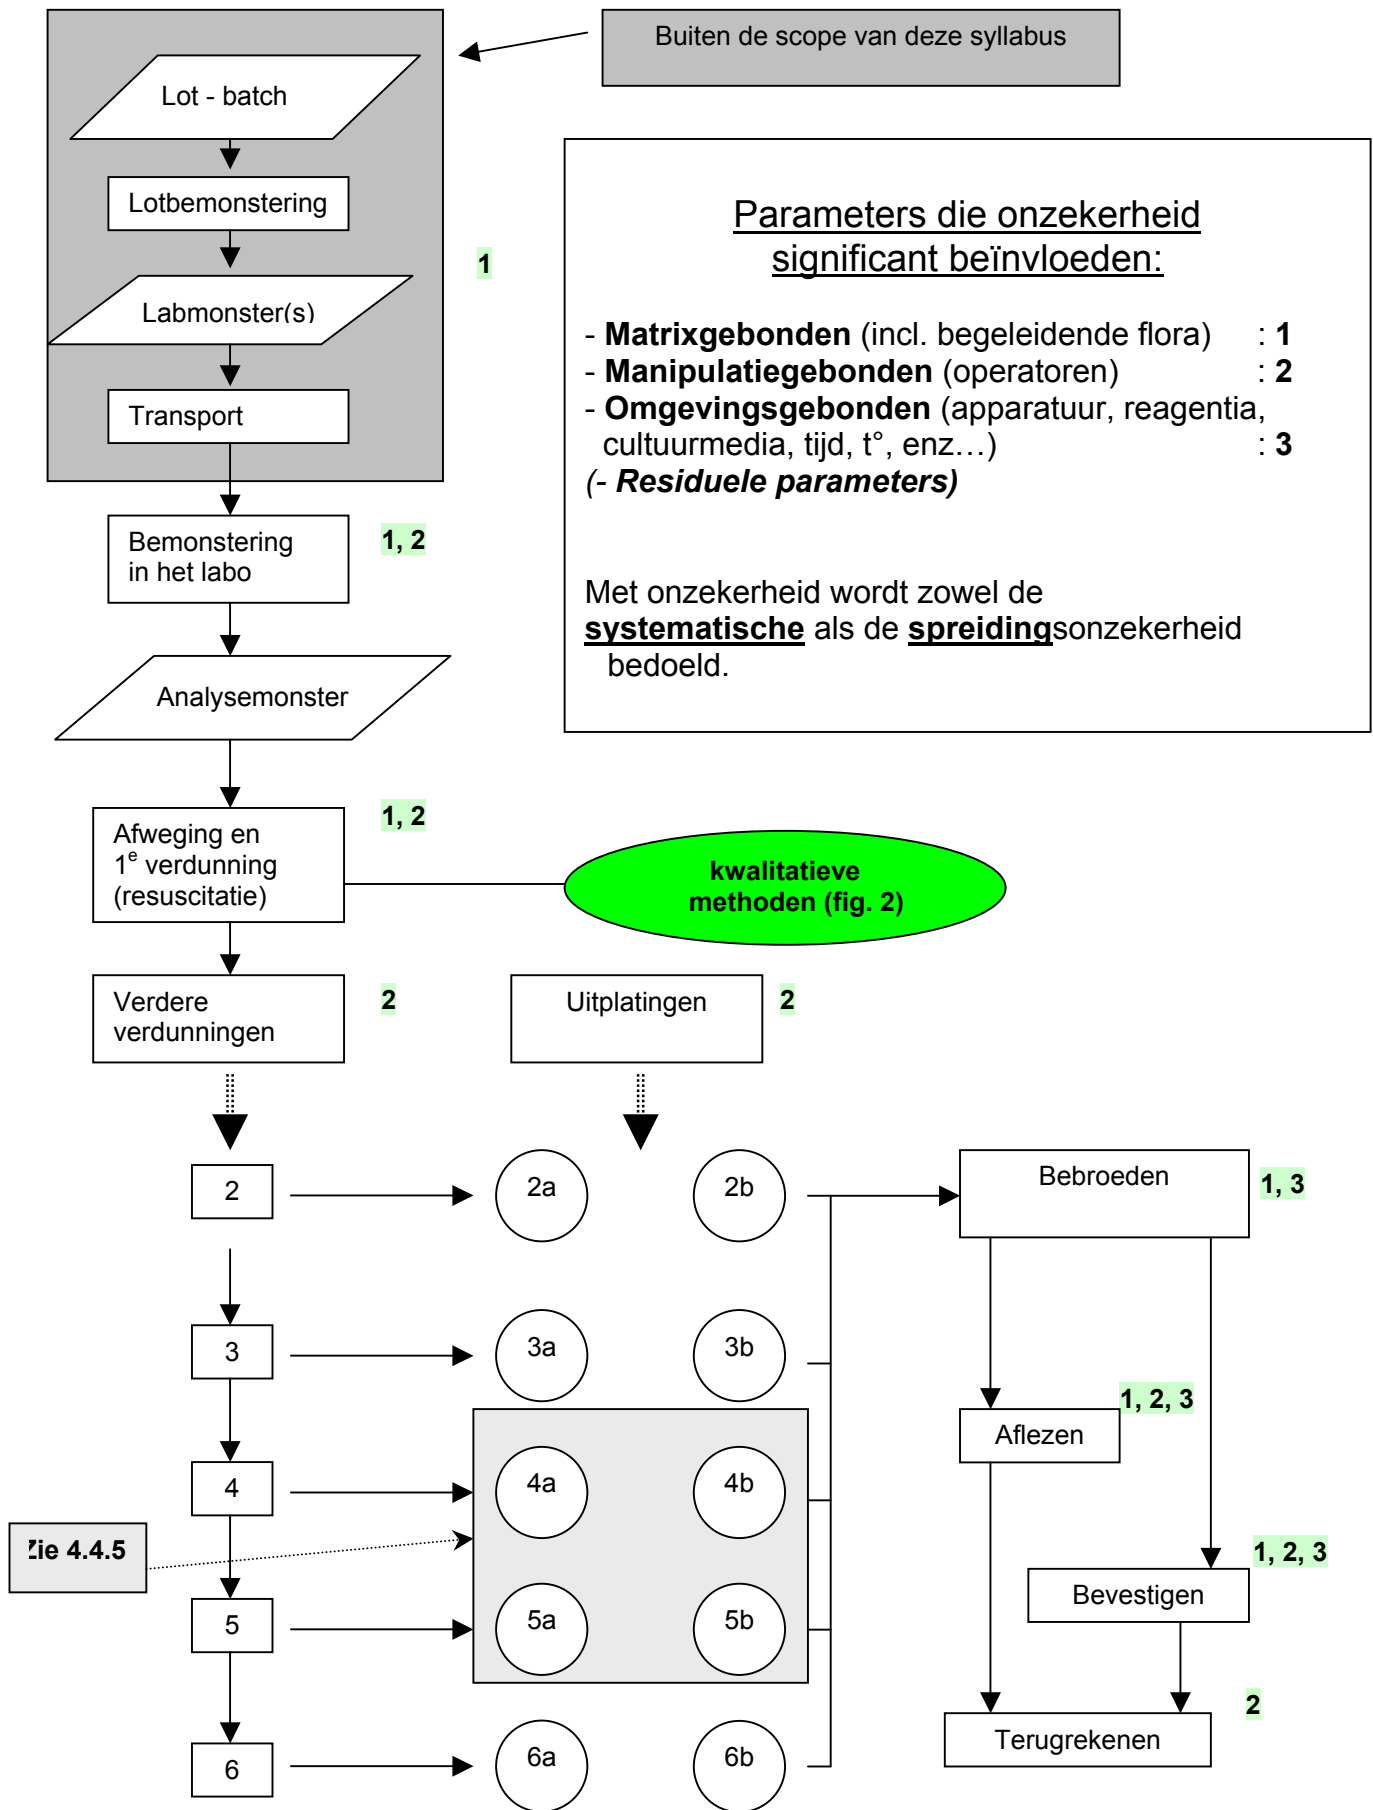 Buiten de scope van deze syllabus
Lot - batch
Lotbemonstering
Labmonster(s)
Transport
1
Parameters die onzekerheid
significant beïnvloeden:
- Matrixgebonden (incl. begeleidende flora) : 1
- Manipulatiegebonden (operatoren) : 2
- Omgevingsgebonden (apparatuur, reagentia,
cultuurmedia, tijd, t°, enz…) : 3
(- Residuele parameters)
Met onzekerheid wordt zowel de
systematische als de spreidingsonzekerheid
bedoeld.
Bemonstering
in het labo
1, 2
Analysemonster
Afweging en
1e verdunning
(resuscitatie)
1, 2
kwalitatieve
methoden (fig. 2)
Verdere
verdunningen
2
Uitplatingen
2
2
2a
2b
Bebroeden
1, 3
3
3a
3b
Aflezen
1, 2, 3
4
4a
4b
Zie 4.4.5
Bevestigen
1, 2, 3
5
5a
5b
Terugrekenen
2
6
6a
6b